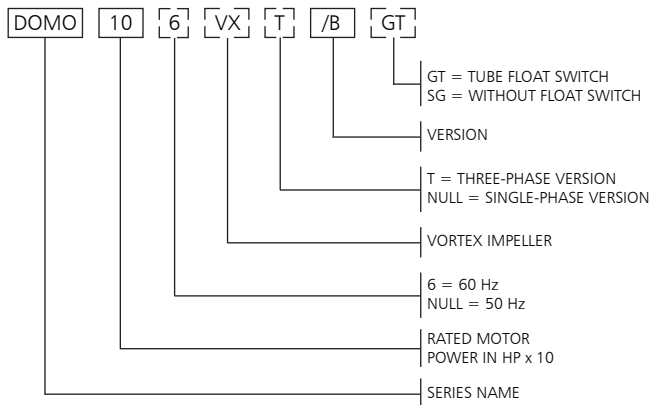 DOMO 10 6 VX T /B GT
GT = TUBE FLOAT SWITCH
SG = WITHOUT FLOAT SWITCH
VERSION
T = THREE-PHASE VERSION
NULL = SINGLE-PHASE VERSION
VORTEX IMPELLER
6 = 60 Hz
NULL = 50 Hz
RATED MOTOR
POWER IN HP x 10
SERIES NAME